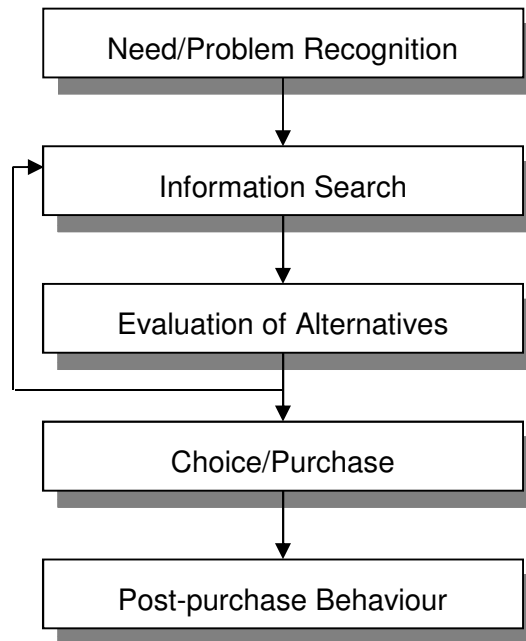 Need/Problem Recognition
Information Search
Evaluation of Alternatives
Choice/Purchase
Post-purchase Behaviour